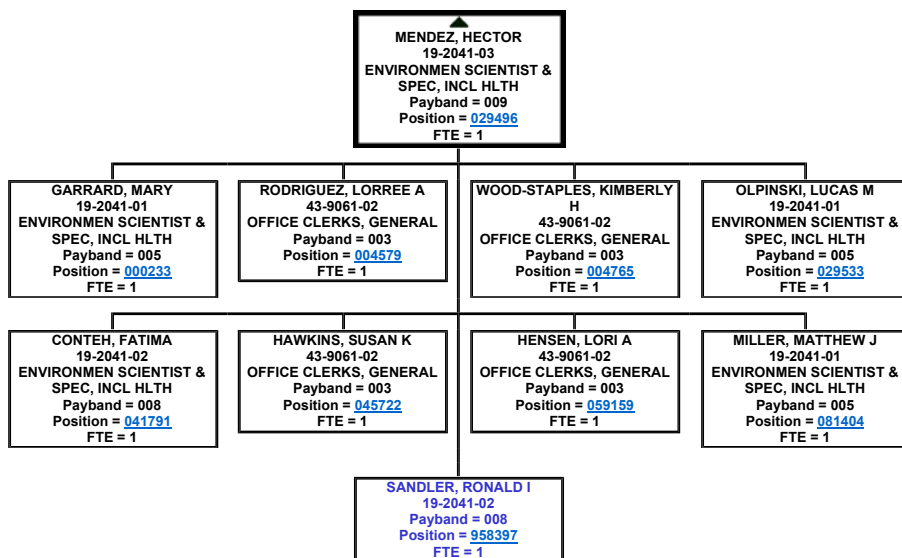 MENDEZ, HECTOR
19-2041-03
ENVIRONMEN SCIENTIST &
SPEC, INCL HLTH
Payband = 009
Position = 029496
FTE = 1
GARRARD, MARY
19-2041-01
ENVIRONMEN SCIENTIST &
SPEC, INCL HLTH
Payband = 005
Position = 000233
FTE = 1
RODRIGUEZ, LORREE A
43-9061-02
OFFICE CLERKS, GENERAL
Payband = 003
Position = 004579
FTE = 1
WOOD-STAPLES, KIMBERLY
H
43-9061-02
OFFICE CLERKS, GENERAL
Payband = 003
Position = 004765
FTE = 1
OLPINSKI, LUCAS M
19-2041-01
ENVIRONMEN SCIENTIST &
SPEC, INCL HLTH
Payband = 005
Position = 029533
FTE = 1
CONTEH, FATIMA
19-2041-02
ENVIRONMEN SCIENTIST &
SPEC, INCL HLTH
Payband = 008
Position = 041791
FTE = 1
HAWKINS, SUSAN K
43-9061-02
OFFICE CLERKS, GENERAL
Payband = 003
Position = 045722
FTE = 1
HENSEN, LORI A
43-9061-02
OFFICE CLERKS, GENERAL
Payband = 003
Position = 059159
FTE = 1
MILLER, MATTHEW J
19-2041-01
ENVIRONMEN SCIENTIST &
SPEC, INCL HLTH
Payband = 005
Position = 081404
FTE = 1
SANDLER, RONALD I
19-2041-02
Payband = 008
Position = 958397
FTE = 1